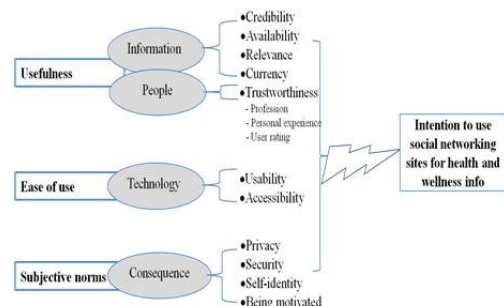 Usefulness
Information
•Credibility
•Availability
•Relevance
•Currency
People
•Trustworthiness
- Profession
- Personal experience
- User rating
Ease of use
Technology
•Usability
•Accessibility
Subjective norms
Consequence
•Privacy
•Security
•Self-identity
•Being motivated
Intention to use
social networking
sites for health and
wellness info